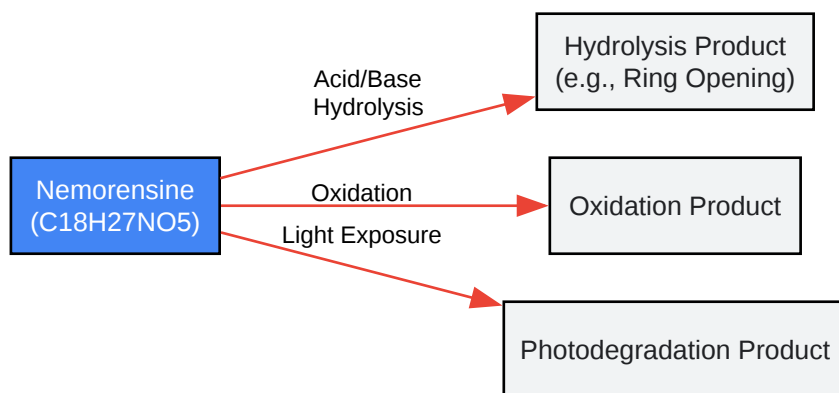 Hydrolysis Product
(e.g., Ring Opening)
Acid/Base
Hydrolysis
Nemorensine
(C18H27NO5)
Oxidation
Oxidation Product
Light Exposure
Photodegradation Product